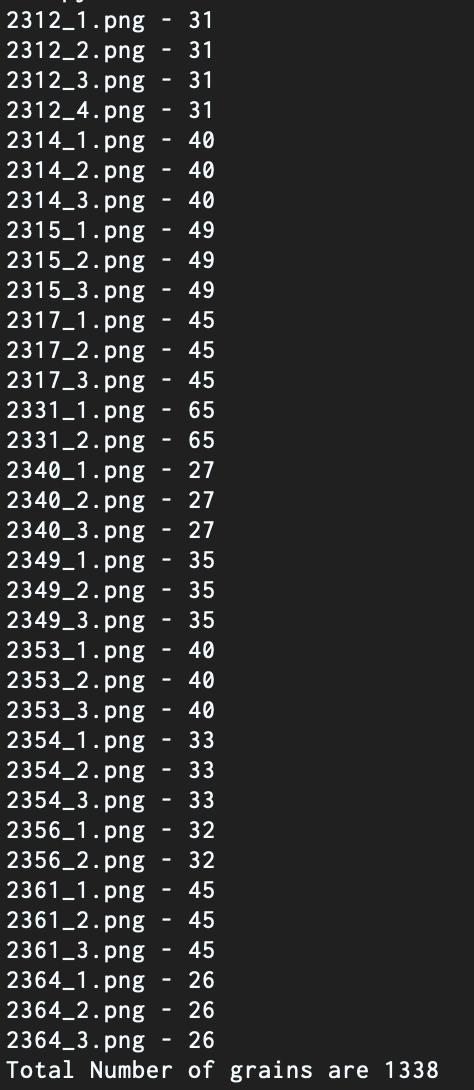 2312_1.png - 31
2312_2.png - 31
2312_3.png - 31
2312_4.png - 31
2314_1.png - 40
2314_2.png - 40
2314_3.png - 40
2315_1.png - 49
2315_2.png - 49
2315_3.png - 49
2317_1.png - 45
2317_2.png - 45
2317_3.png - 45
2331_1.png - 65
2331_2.png - 65
2340_1.png - 27
2340_2.png - 27
2340_3.png - 27
2349_1.png - 35
2349_2.png - 35
2349_3.png - 35
2353_1.png - 40
2353_2.png - 40
2353_3.png - 40
2354_1.png - 33
2354_2.png - 33
2354_3.png - 33
2356_1.png - 32
2356_2.png - 32
2361_1.png - 45
2361_2.png - 45
2361_3.png - 45
2364_1.png - 26
2364_2.png - 26
2364_3.png - 26
Total Number of grains are 1338